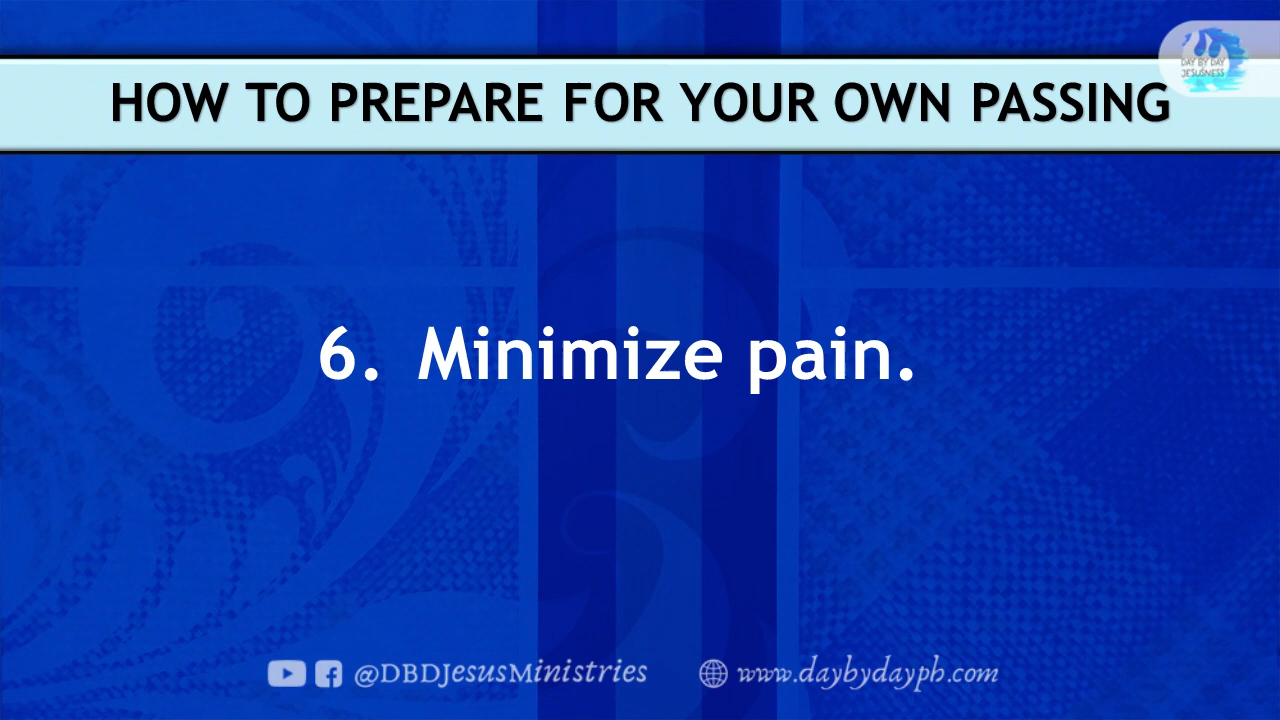 HOW TO PREPARE FOR YOUR OWN PASSING
DAY BY DAY
JESUSNESS
6. Minimize pain.
@DBDJesusMinistries www.daybydayph.com